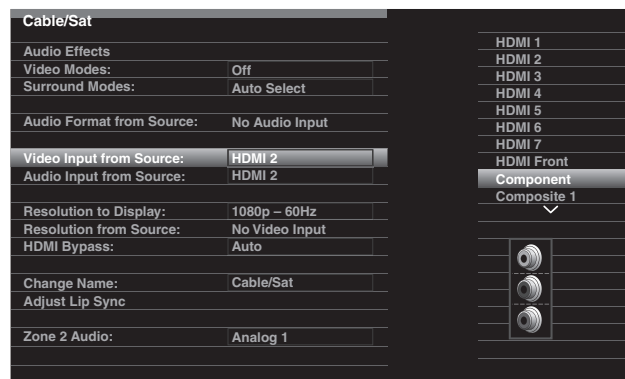 Cable/Sat
Audio Effects
Video Modes: Off
Surround Modes: Auto Select
Audio Format from Source: No Audio Input
Video Input from Source: HDMI 2
Audio Input from Source: HDMI 2
Resolution to Display: 1080p – 60Hz
Resolution from Source: No Video Input
HDMI Bypass: Auto
Change Name: Cable/Sat
Adjust Lip Sync
Zone 2 Audio: Analog 1
HDMI 1
HDMI 2
HDMI 3
HDMI 4
HDMI 5
HDMI 6
HDMI 7
HDMI Front
Component
Composite 1